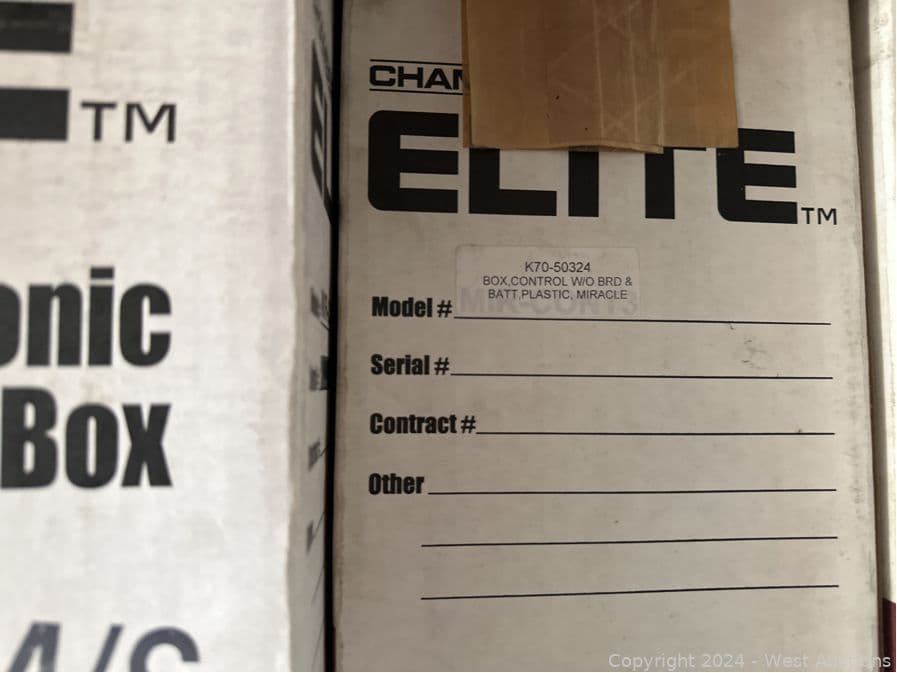 TM
onic
Box
CHAM
ELITE TM
K70-50324
BOX,CONTROL W/O BRD &
BATT,PLASTIC, MIRACLE
Model #
Serial #
Contract #
Other
Copyright 2024 - West Auctions